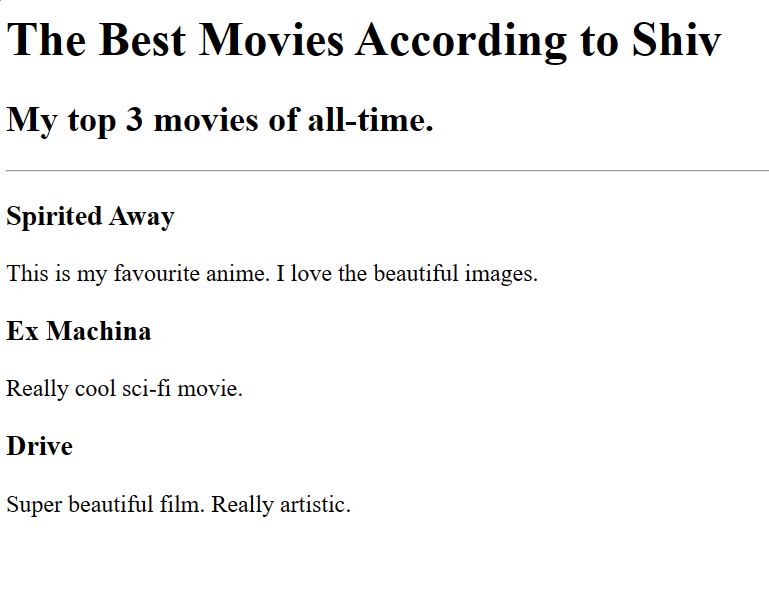 The Best Movies According to Shiv
My top 3 movies of all-time.
Spirited Away
This is my favourite anime. I love the beautiful images.
Ex Machina
Really cool sci-fi movie.
Drive
Super beautiful film. Really artistic.